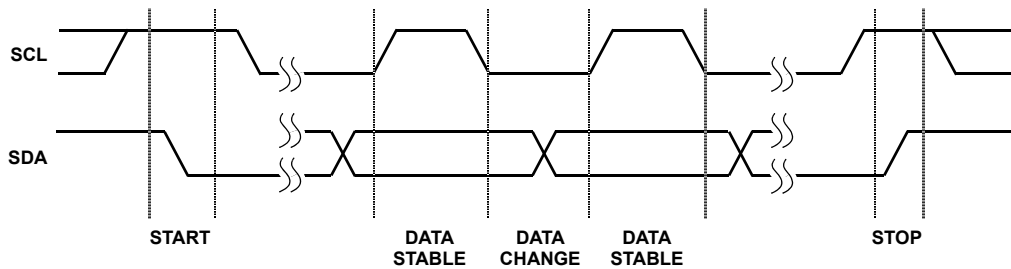 SCL
SDA
START
DATA
STABLE
DATA
CHANGE
DATA
STABLE
STOP